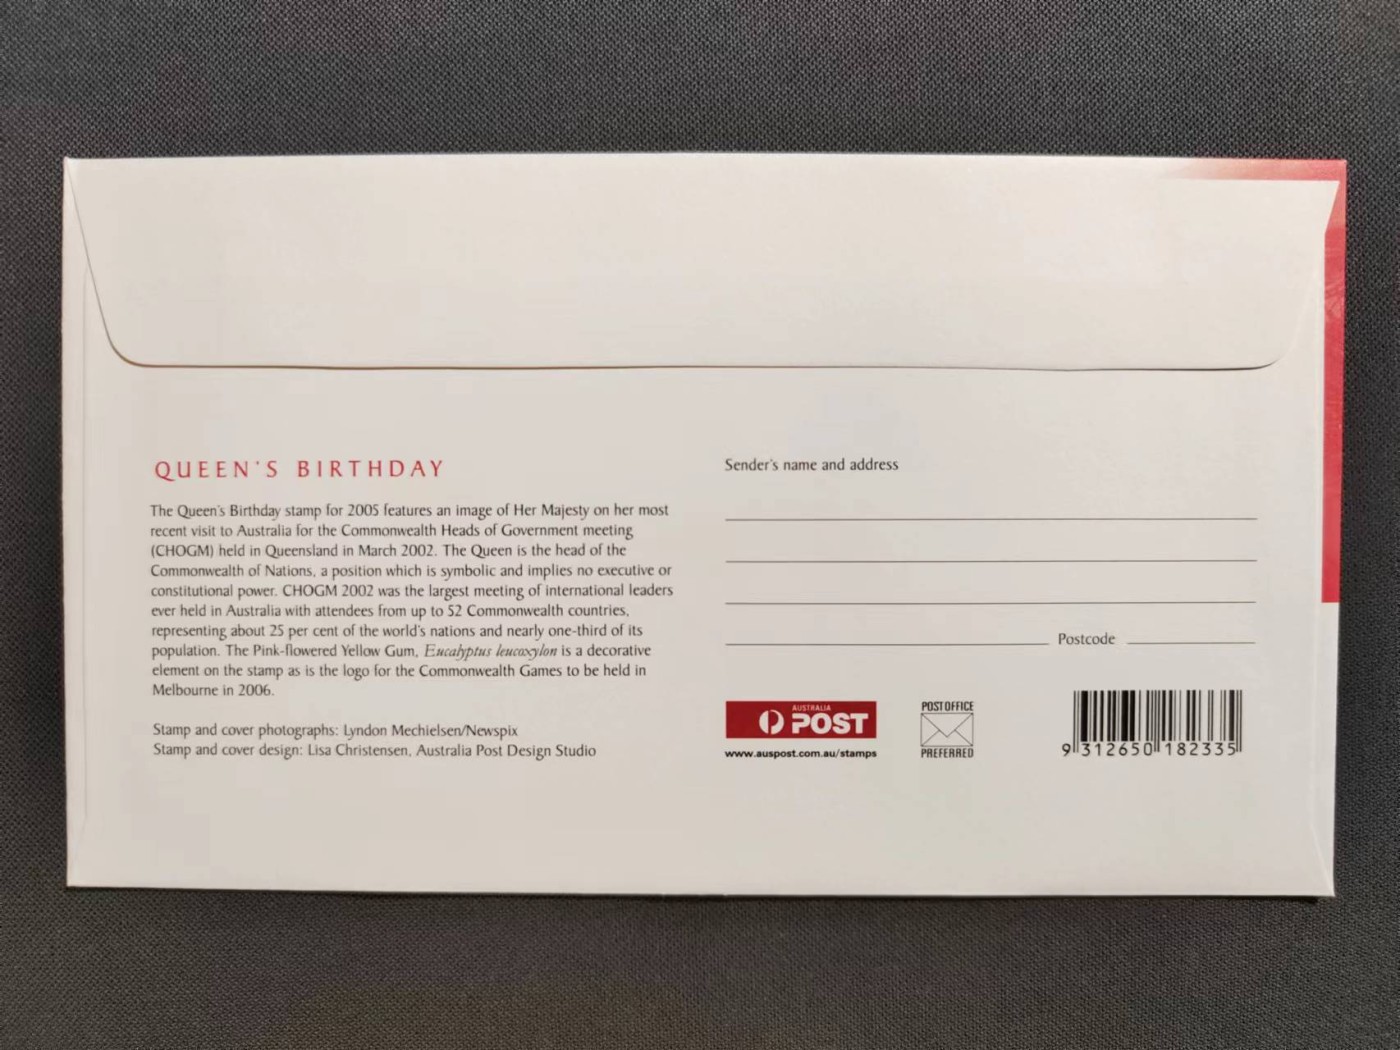 QUEEN'S BIRTHDAY
The Queen's Birthday stamp for 2005 features an image of Her Majesty on her most
recent visit to Australia for the Commonwealth Heads of Government meeting
(CHOGM) held in Queensland in March 2002. The Queen is the head of the
Commonwealth of Nations, a position which is symbolic and implies no executive or
constitutional power. CHOGM 2002 was the largest meeting of international leaders
ever held in Australia with attendees from up to 52 Commonwealth countries,
representing about 25 per cent of the world's nations and nearly one-third of its
population. The Pink-flowered Yellow Gum, Eucalyptus leucoxylon is a decorative
element on the stamp as is the logo for the Commonwealth Games to be held in
Melbourne in 2006.
Stamp and cover photographs: Lyndon Mechielsen/Newspix
Stamp and cover design: Lisa Christensen, Australia Post Design Studio
Sender's name and address
Postcode
AUSTRALIA
POST
www.auspost.com.au/stamps
POST OFFICE
PREFERRED
9 312650 182335